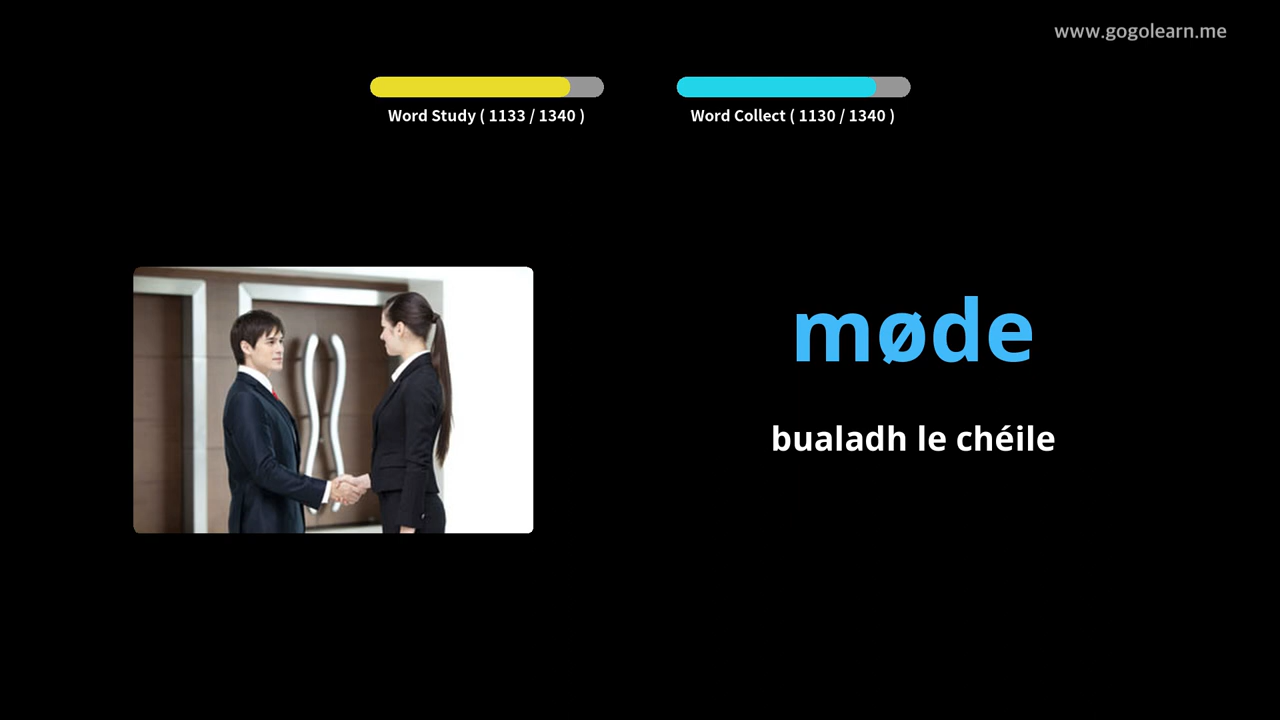 www.gogolearn.me
Word Study ( 1133 / 1340 )
Word Collect ( 1130 / 1340 )
møde
bualadh le chéile